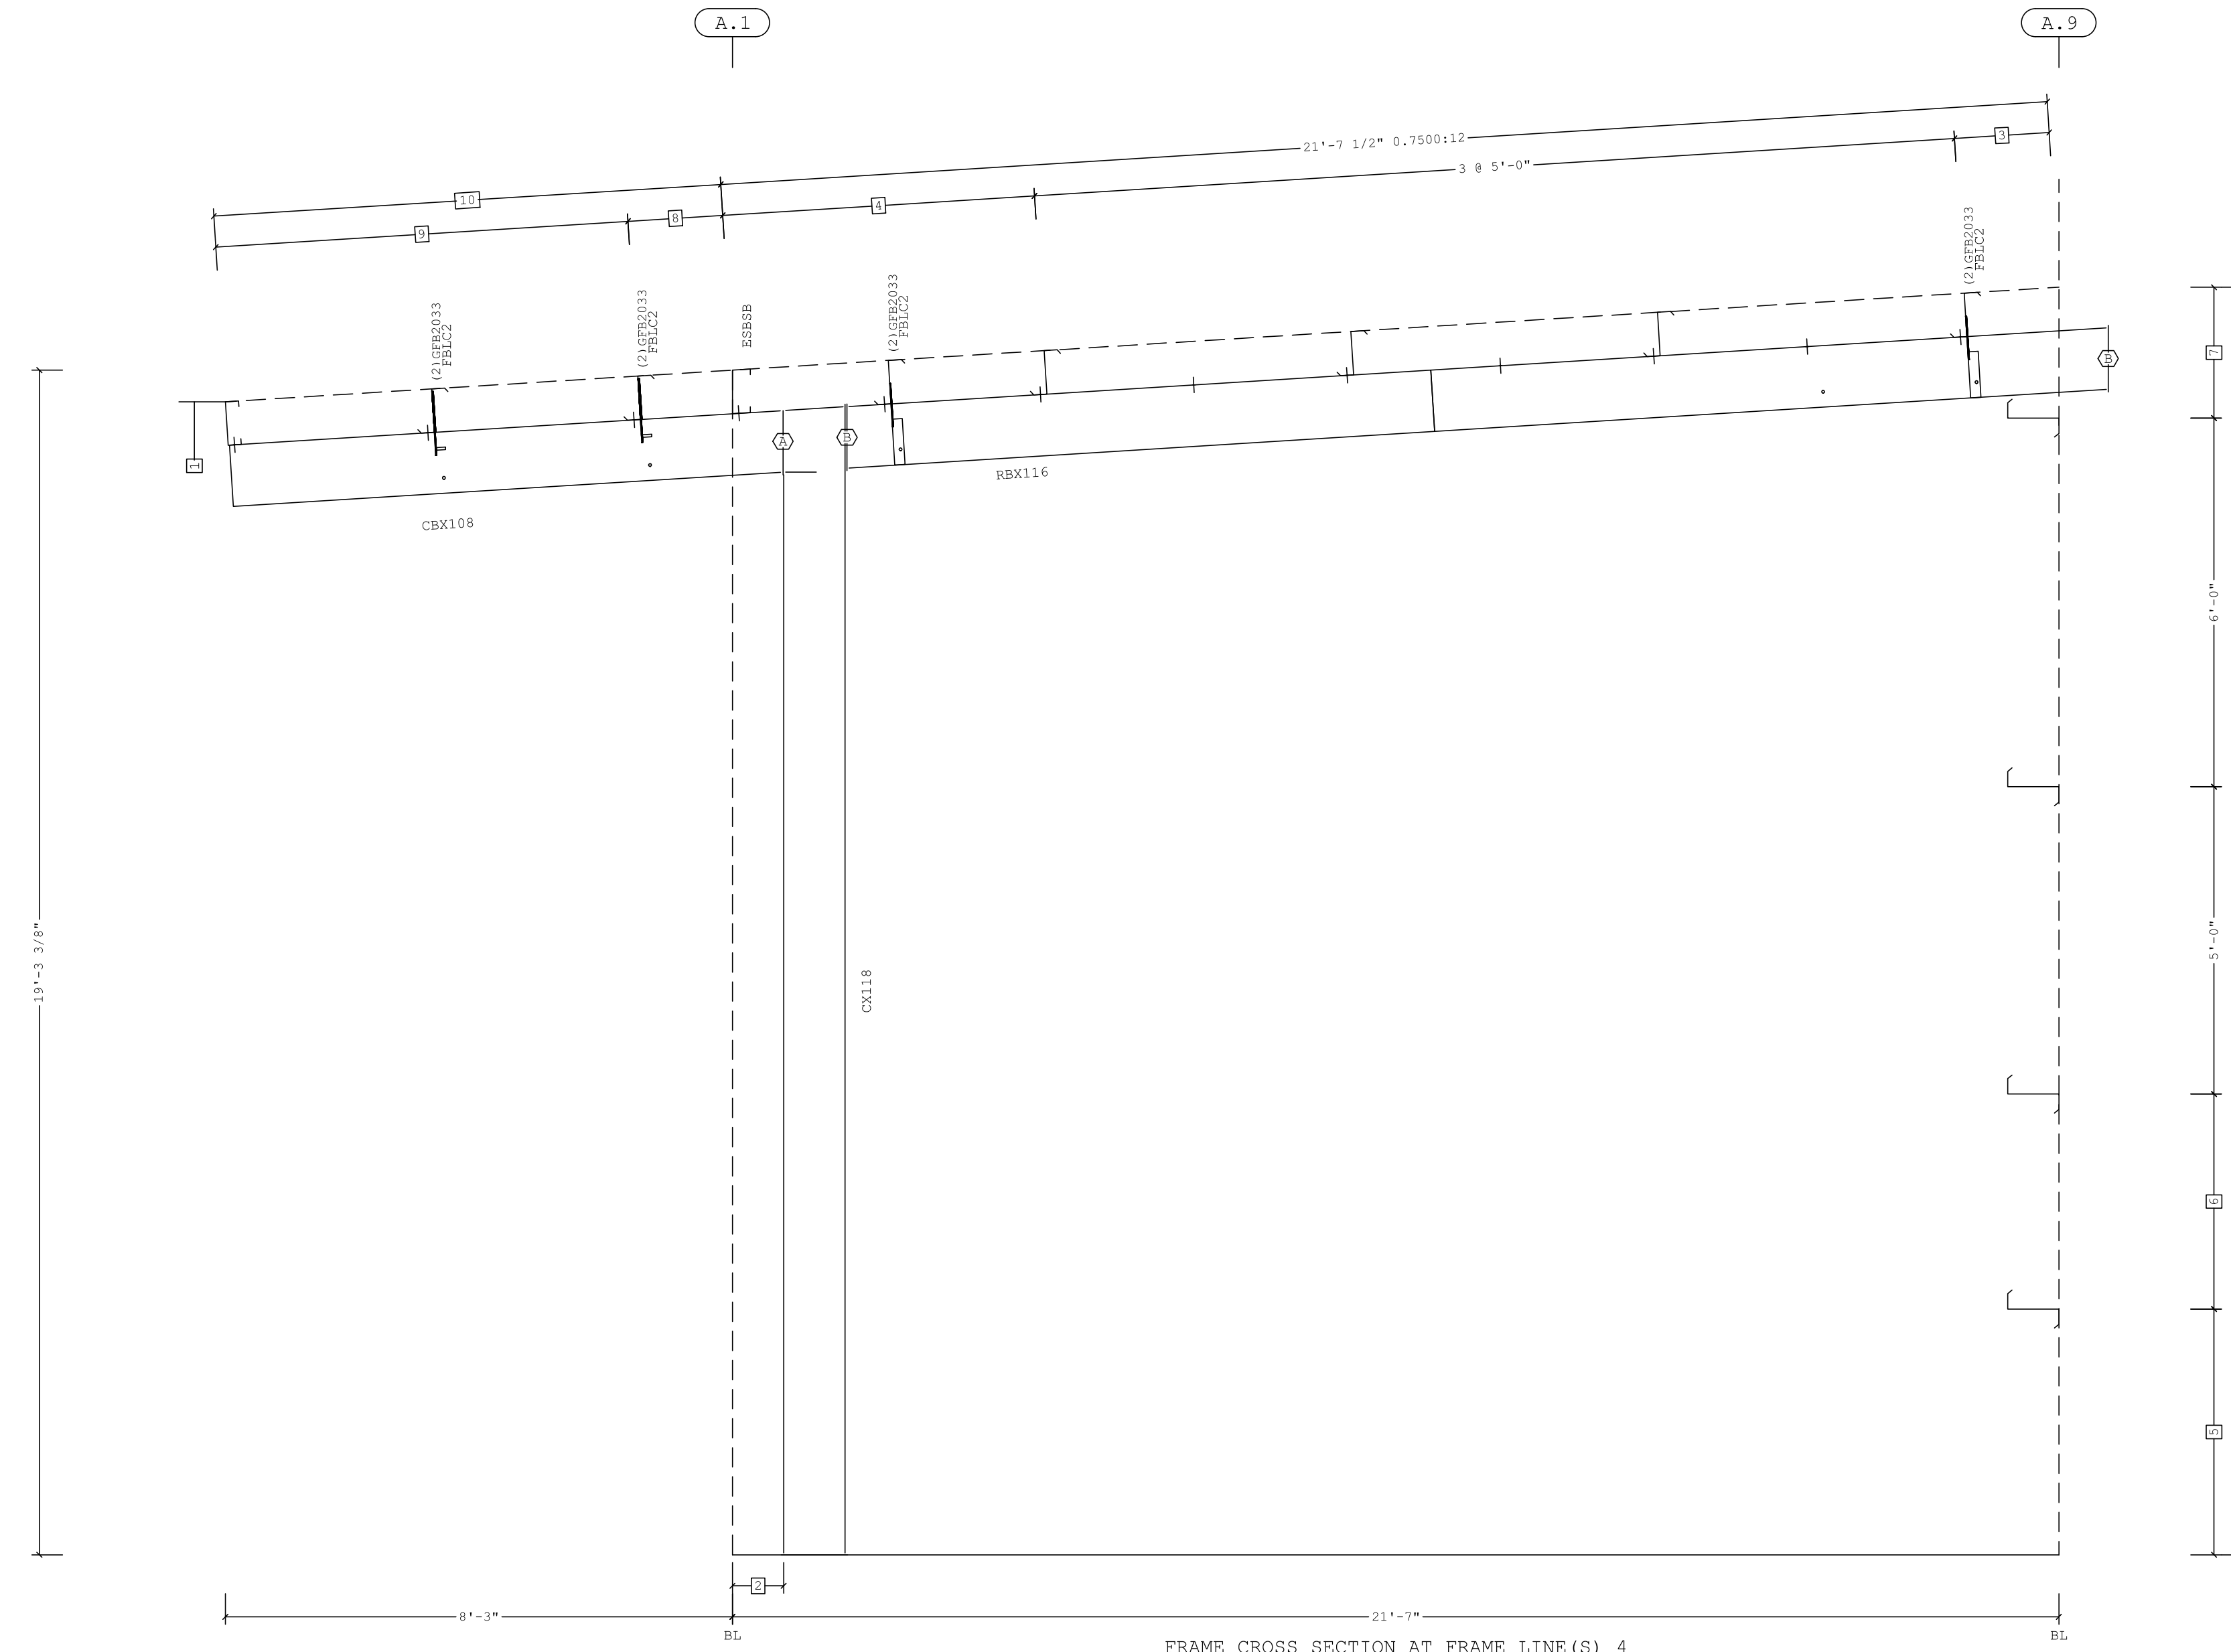 A.1
A.9
21'-7 1/2" 0.7500:12
3
3 @ 5'-0"
10
4
8
9
(2)GFB2033
FBLC2
(2)GFB2033
FBLC2
(2)GFB2033
FBLC2
ESBSB
(2)GFB2033
FBLC2
7
B
A
B
1
RBX116
CBX108
6'-0"
19'-3 3/8"
5'-0"
CX118
6
5
2
8'-3"
21'-7"
BL
BL
FRAME CROSS SECTION AT FRAME LINE(S) 4